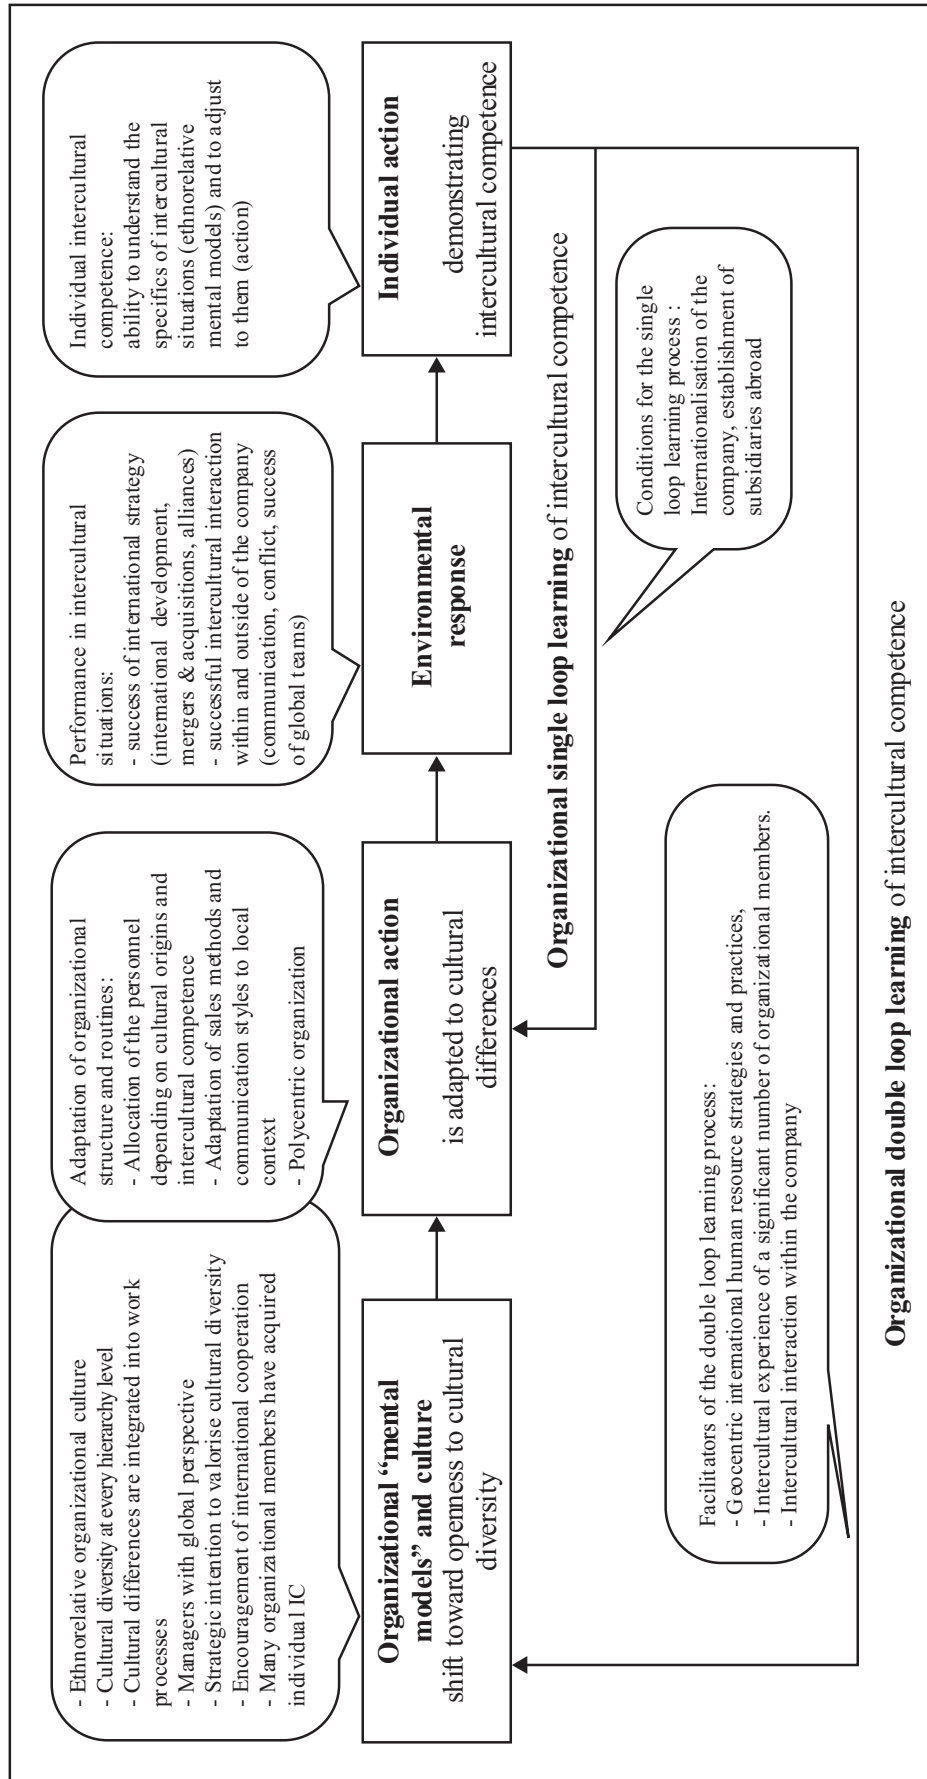 - Ethnorelative organizational culture
- Cultural diversity at every hierarchy level
- Cultural differences are integrated into work
processes
- Managers with global perspective
- Strategic intention to valorise cultural diversity
- Encouragement of international cooperation
- Many organizational members have acquired
individual IC
Adaptation of organizational
structure and routines:
- Allocation of the personnel
depending on cultural origins and
intercultural competence
- Adaptation of sales methods and
communication styles to local
context
- Polycentric organization
Performance in intercultural
situations:
- success of international strategy
(international development,
mergers & acquisitions, alliances)
- successful intercultural interaction
within and outside of the company
(communication, conflict, success
of global teams)
Individual intercultural
competence:
ability to understand the
specifics of intercultural
situations (ethnorelative
mental models) and to adjust
to them (action)
Organizational “mental
models” and culture
shift toward openness to cultural
diversity
Organizational action
is adapted to cultural
differences
Environmental
response
Individual action
demonstrating
intercultural competence
Organizational single loop learning of intercultural competence
Conditions for the single
loop learning process :
Internationalisation of the
company, establishment of
subsidiaries abroad
Facilitators of the double loop learning process :
- Geocentric international human resource strategies and practices,
- Intercultural experience of a significant number of organizational members.
- Intercultural interaction within the company
Organizational double loop learning of intercultural competence